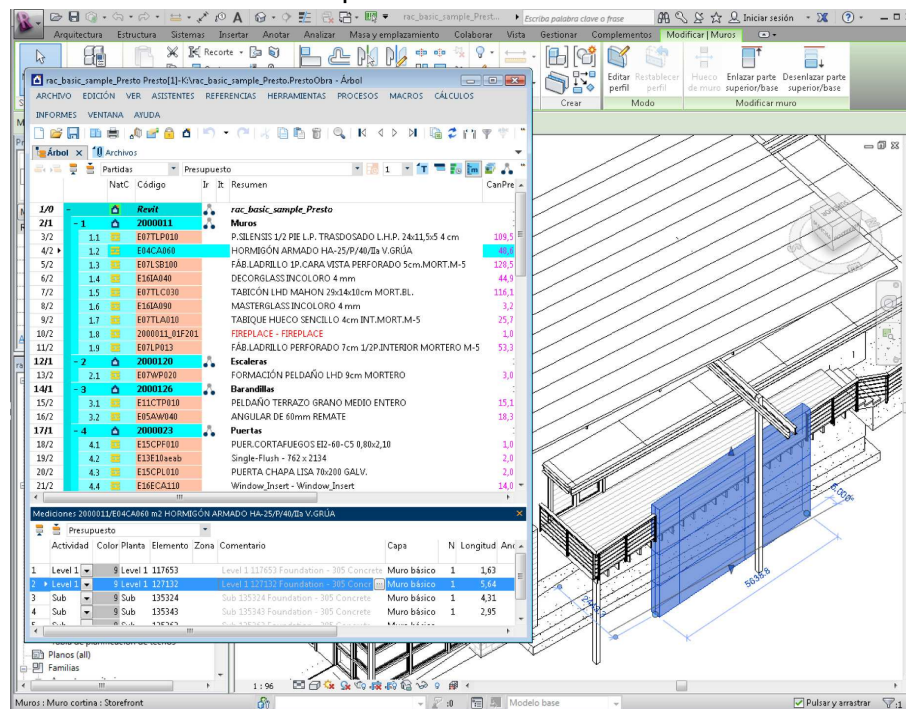 rac_basic_sample_Prest... Escriba palabra clave o frase Iniciar sesión
Arquitectura Estructura Sistemas Insertar Anotar Analizar Masa y emplazamiento Colaborar Vista Gestionar Complementos Modificar | Muros
Recorte
Editar perfil Restablecer perfil Hueco de muro Enlazar parte superior/base Desenlazar parte superior/base
Crear Modo Modificar muro
rac_basic_sample_Presto Presto[1]-K:\rac_basic_sample_Presto.PrestoObra - Árbol
ARCHIVO EDICIÓN VER ASISTENTES REFERENCIAS HERRAMIENTAS PROCESOS MACROS CÁLCULOS
INFORMES VENTANA AYUDA
Árbol Archivos
Partidas Presupuesto 1
NatC Código Ir It Resumen CanPre
1/0 Revit rac_basic_sample_Presto
2/1 1 2000011 Muros
3/2 1.1 E07TLP010 P.SILENSIS 1/2 PIE L.P. TRASDOSADO L.H.P. 24x11,5x5 4 cm 109,5
4/2 1.2 E04CA060 HORMIGÓN ARMADO HA-25/P/40/IIa V.GRÚA 40,6
5/2 1.3 E07LSB100 FÁB.LADRILLO 1P.CARA VISTA PERFORADO 5cm.MORT.M-5 128,5
6/2 1.4 E16IA040 DECORGLASS INCOLORO 4 mm 44,9
7/2 1.5 E07TLC030 TABICÓN LHD MAHON 29x14x10cm MORT.BL. 116,1
8/2 1.6 E16IA090 MASTERGLASS INCOLORO 4 mm 3,2
9/2 1.7 E07TLA010 TABIQUE HUECO SENCILLO 4cm INT.MORT.M-5 25,7
10/2 1.8 2000011_01F201 FIREPLACE - FIREPLACE 1,0
11/2 1.9 E07LP013 FÁB.LADRILLO PERFORADO 7cm 1/2P.INTERIOR MORTERO M-5 53,3
12/1 2 2000120 Escaleras
13/2 2.1 E07WP020 FORMACIÓN PELDAÑO LHD 9cm MORTERO 3,0
14/1 3 2000126 Barandillas
15/2 3.1 E11CTP010 PELDAÑO TERRAZO GRANO MEDIO ENTERO 15,1
16/2 3.2 E05AW040 ANGULAR DE 60mm REMATE 18,3
17/1 4 2000023 Puertas
18/2 4.1 E15CPF010 PUER.CORTAFUEGOS EI2-60-C5 0,80x2,10 1,0
19/2 4.2 E13E10aeab Single-Flush - 762 x 2134 2,0
20/2 4.3 E15CPL010 PUERTA CHAPA LISA 70x200 GALV. 2,0
21/2 4.4 E16ECA110 Window_Insert - Window_Insert 14,0
Mediciones 2000011/E04CA060 m2 HORMIGÓN ARMADO HA-25/P/40/IIa V.GRÚA
Presupuesto
Actividad Color Planta Elemento Zona Comentario Capa N Longitud
1 Level 1 9 Level 1 117653 Level 1 117653 Foundation - 305 Concrete Muro básico 1 1,63
2 Level 1 9 Level 1 127132 Level 1 127132 Foundation - 305 Concr Muro básico 1 5,64
3 Sub 9 Sub 135324 Sub 135324 Foundation - 305 Concrete Muro básico 1 4,31
4 Sub 9 Sub 135343 Sub 135343 Foundation - 305 Concrete Muro básico 1 2,95
5638.8
Planos (all)
Familias
1 : 96
Muros : Muro cortina : Storefront :0 Modelo base Pulsar y arrastrar :1